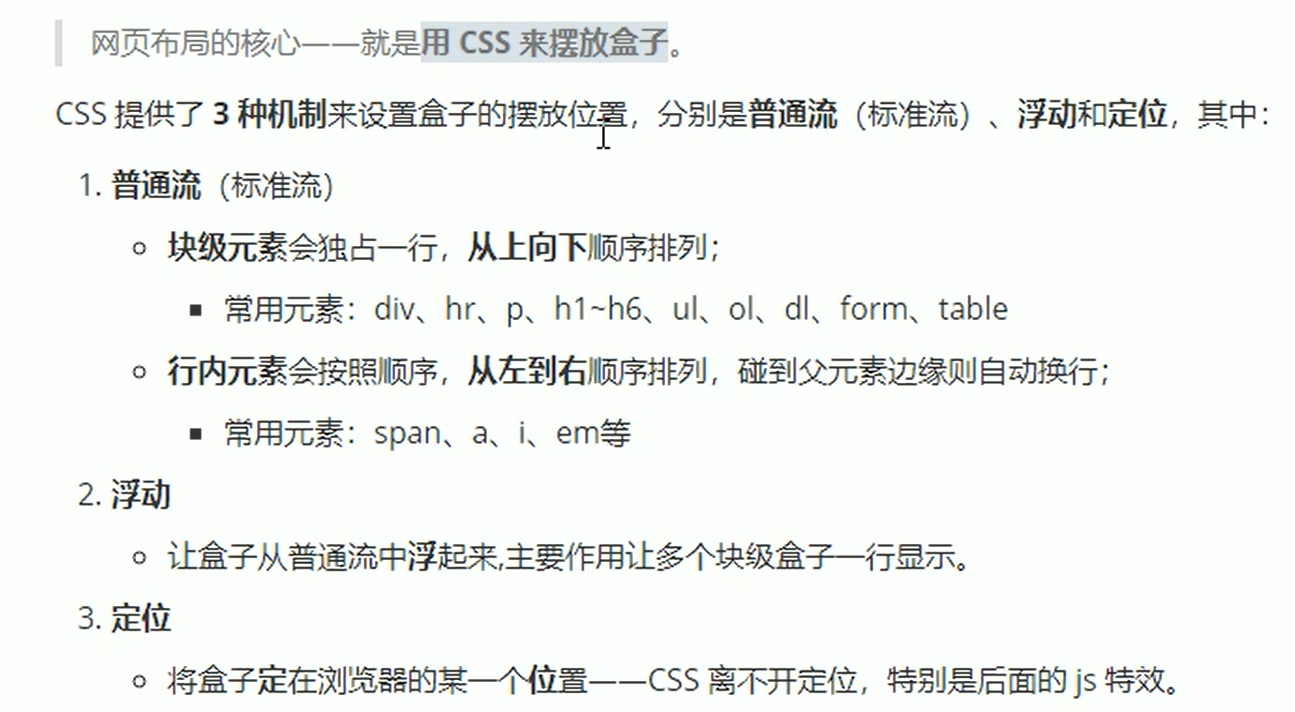 网页布局的核心——就是用 CSS 来摆放盒子。
CSS 提供了 3 种机制来设置盒子的摆放位置，分别是普通流（标准流）、浮动和定位，其中：
1. 普通流（标准流）
块级元素会独占一行，从上向下顺序排列；
常用元素：div、hr、p、h1~h6、ul、ol、dl、form、table
行内元素会按照顺序，从左到右顺序排列，碰到父元素边缘则自动换行；
常用元素：span、a、i、em等
2. 浮动
让盒子从普通流中浮起来,主要作用让多个块级盒子一行显示。
3. 定位
将盒子定在浏览器的某一个位置——CSS 离不开定位，特别是后面的 js 特效。